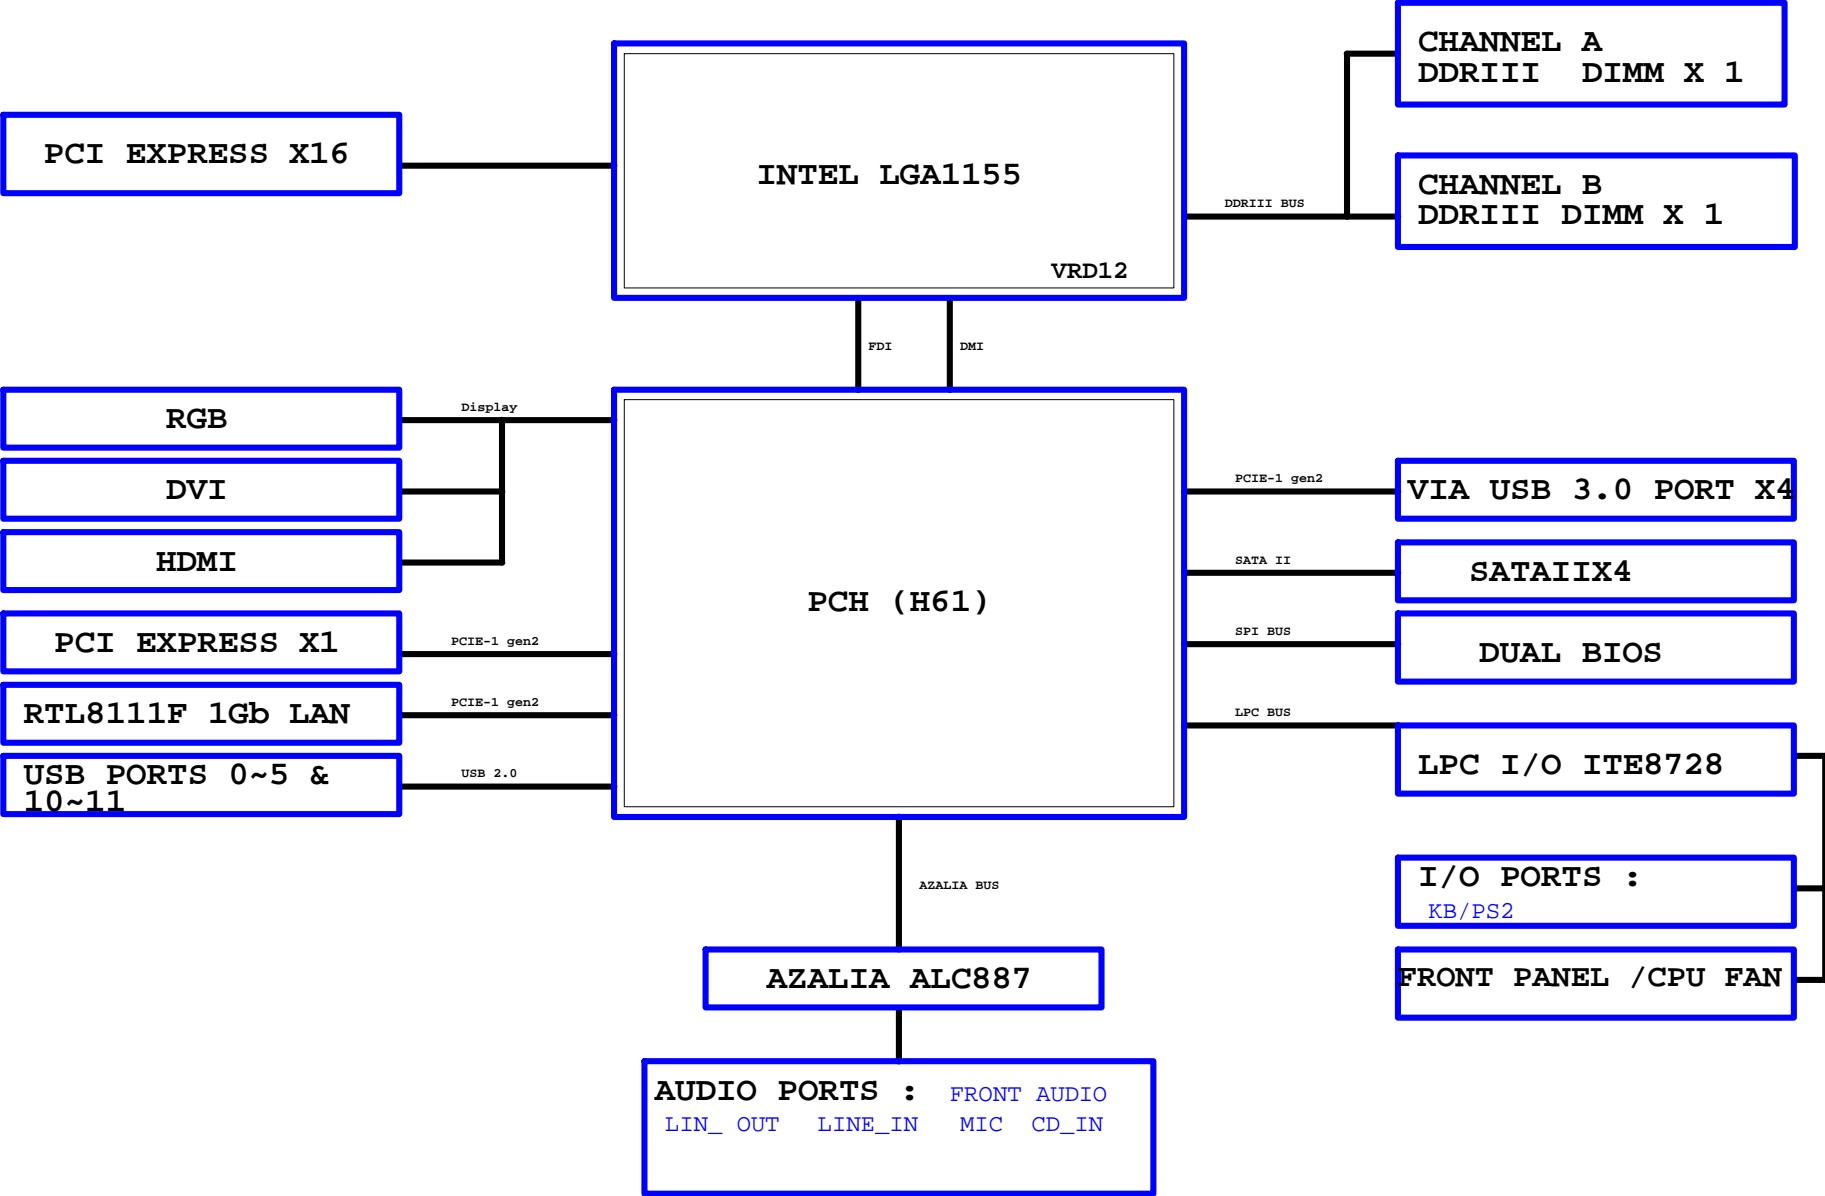 CHANNEL A
DDRIII DIMM X 1
PCI EXPRESS X16
INTEL LGA1155
CHANNEL B
DDRIII DIMM X 1
DDRIII BUS
VRD12
FDI
DMI
RGB
Display
DVI
PCIE-1 gen2
VIA USB 3.0 PORT X4
HDMI
SATA II
SATAIIX4
PCH (H61)
PCI EXPRESS X1
PCIE-1 gen2
SPI BUS
DUAL BIOS
RTL8111F 1Gb LAN
PCIE-1 gen2
LPC BUS
LPC I/O ITE8728
USB PORTS 0~5 &
10~11
USB 2.0
I/O PORTS :
KB/PS2
AZALIA BUS
AZALIA ALC887
FRONT PANEL /CPU FAN
AUDIO PORTS : FRONT AUDIO
LIN_ OUT LINE_IN MIC CD_IN